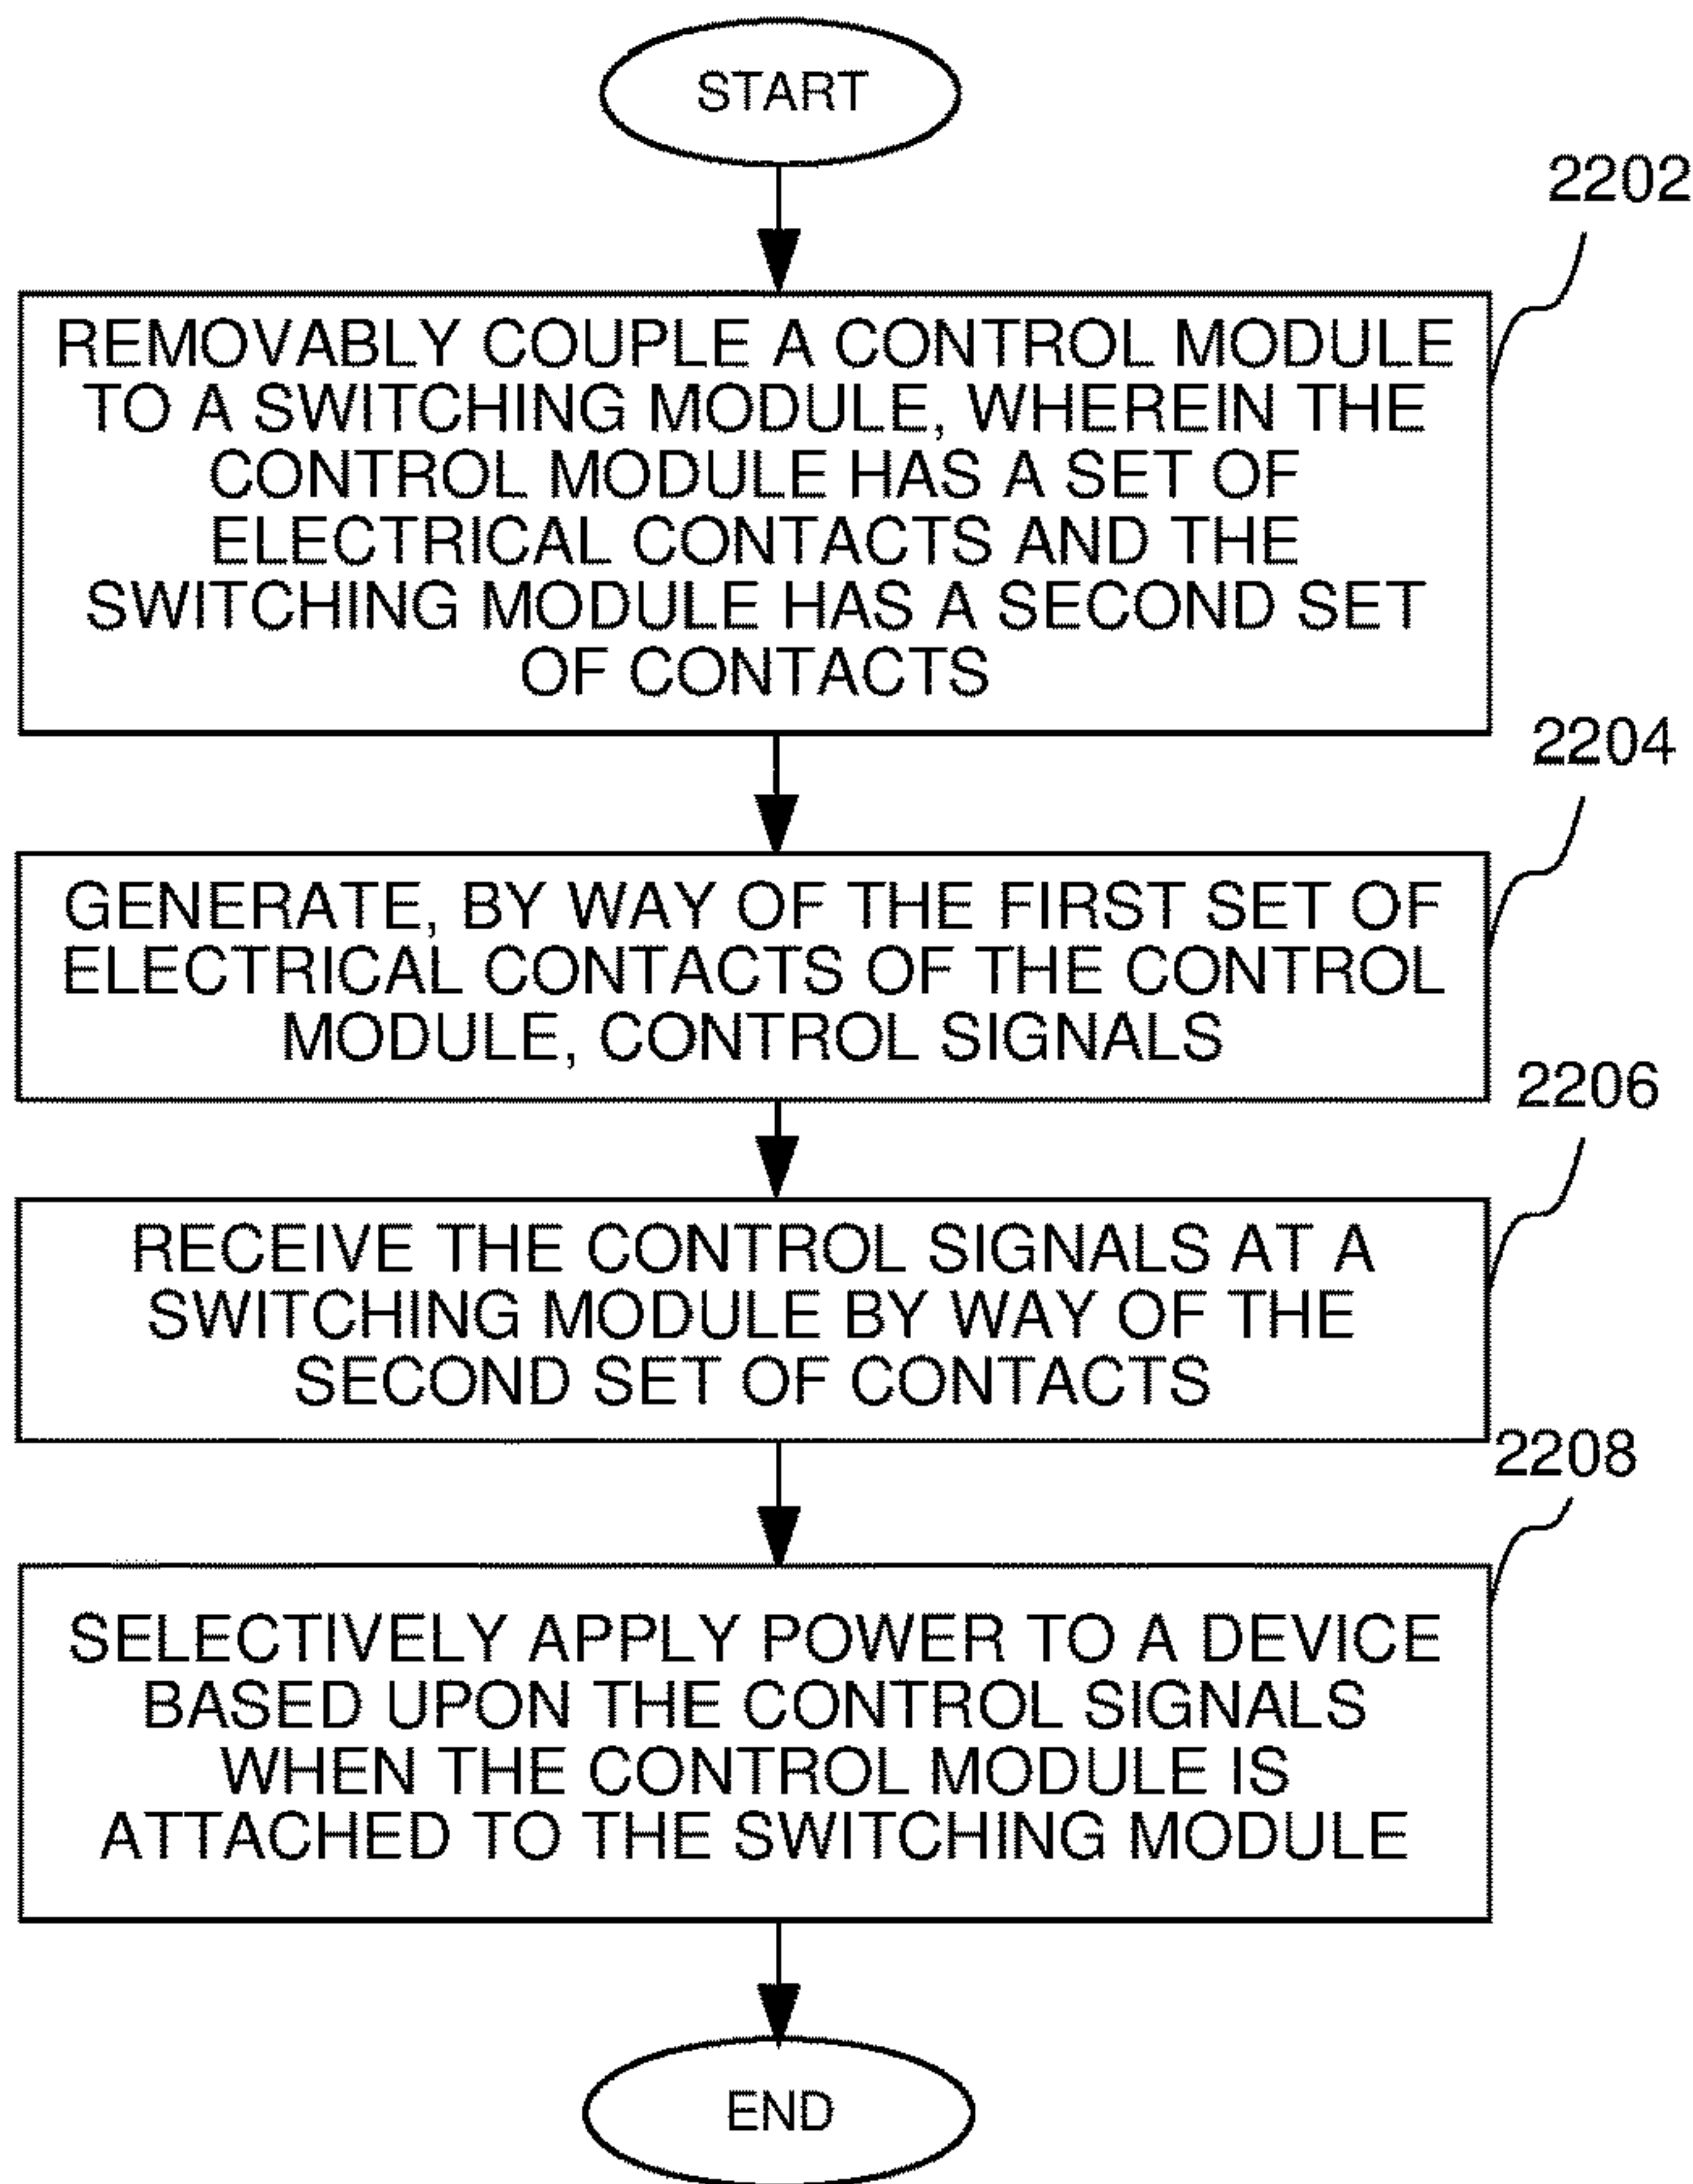 START
2202
REMOVABLY COUPLE A CONTROL MODULE
TO A SWITCHING MODULE, WHEREIN THE
CONTROL MODULE HAS A SET OF
ELECTRICAL CONTACTS AND THE
SWITCHING MODULE HAS A SECOND SET
OF CONTACTS
2204
GENERATE, BY WAY OF THE FIRST SET OF
ELECTRICAL CONTACTS OF THE CONTROL
MODULE, CONTROL SIGNALS
2206
RECEIVE THE CONTROL SIGNALS AT A
SWITCHING MODULE BY WAY OF THE
SECOND SET OF CONTACTS
2208
SELECTIVELY APPLY POWER TO A DEVICE
BASED UPON THE CONTROL SIGNALS
WHEN THE CONTROL MODULE IS
ATTACHED TO THE SWITCHING MODULE
END